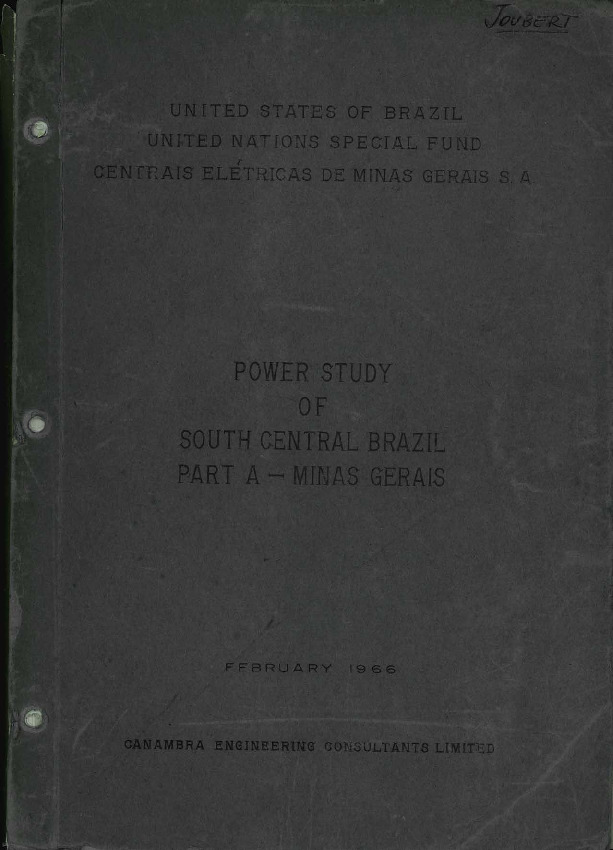 JOUBERT
UNITED STATES OF BRAZIL
UNITED NATIONS SPECIAL FUND
CENTRAIS ELÉTRICAS DE MINAS GERAIS S. A.
POWER STUDY
OF
SOUTH CENTRAL BRAZIL
PART A — MINAS GERAIS
FEBRUARY 1966
CANAMBRA ENGINEERING CONSULTANTS LIMITED